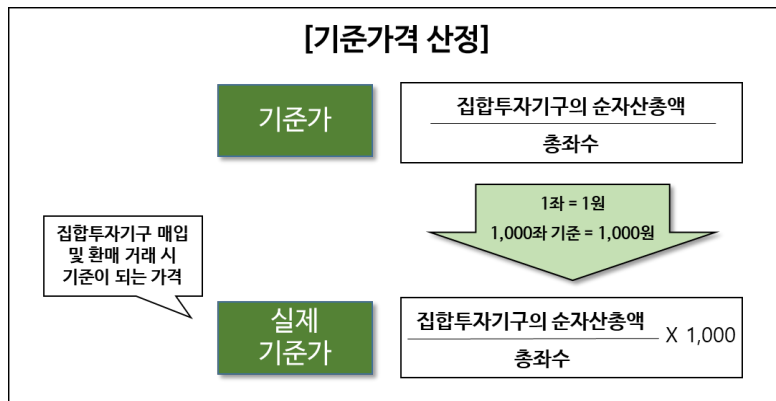 [기준가격 산정]
기준가
집합투자기구의 순자산총액
총좌수
1좌 = 1원
1,000좌 기준 = 1,000원
집합투자기구 매입
및 환매 거래 시
기준이 되는 가격
실제
기준가
집합투자기구의 순자산총액
총좌수
X 1,000